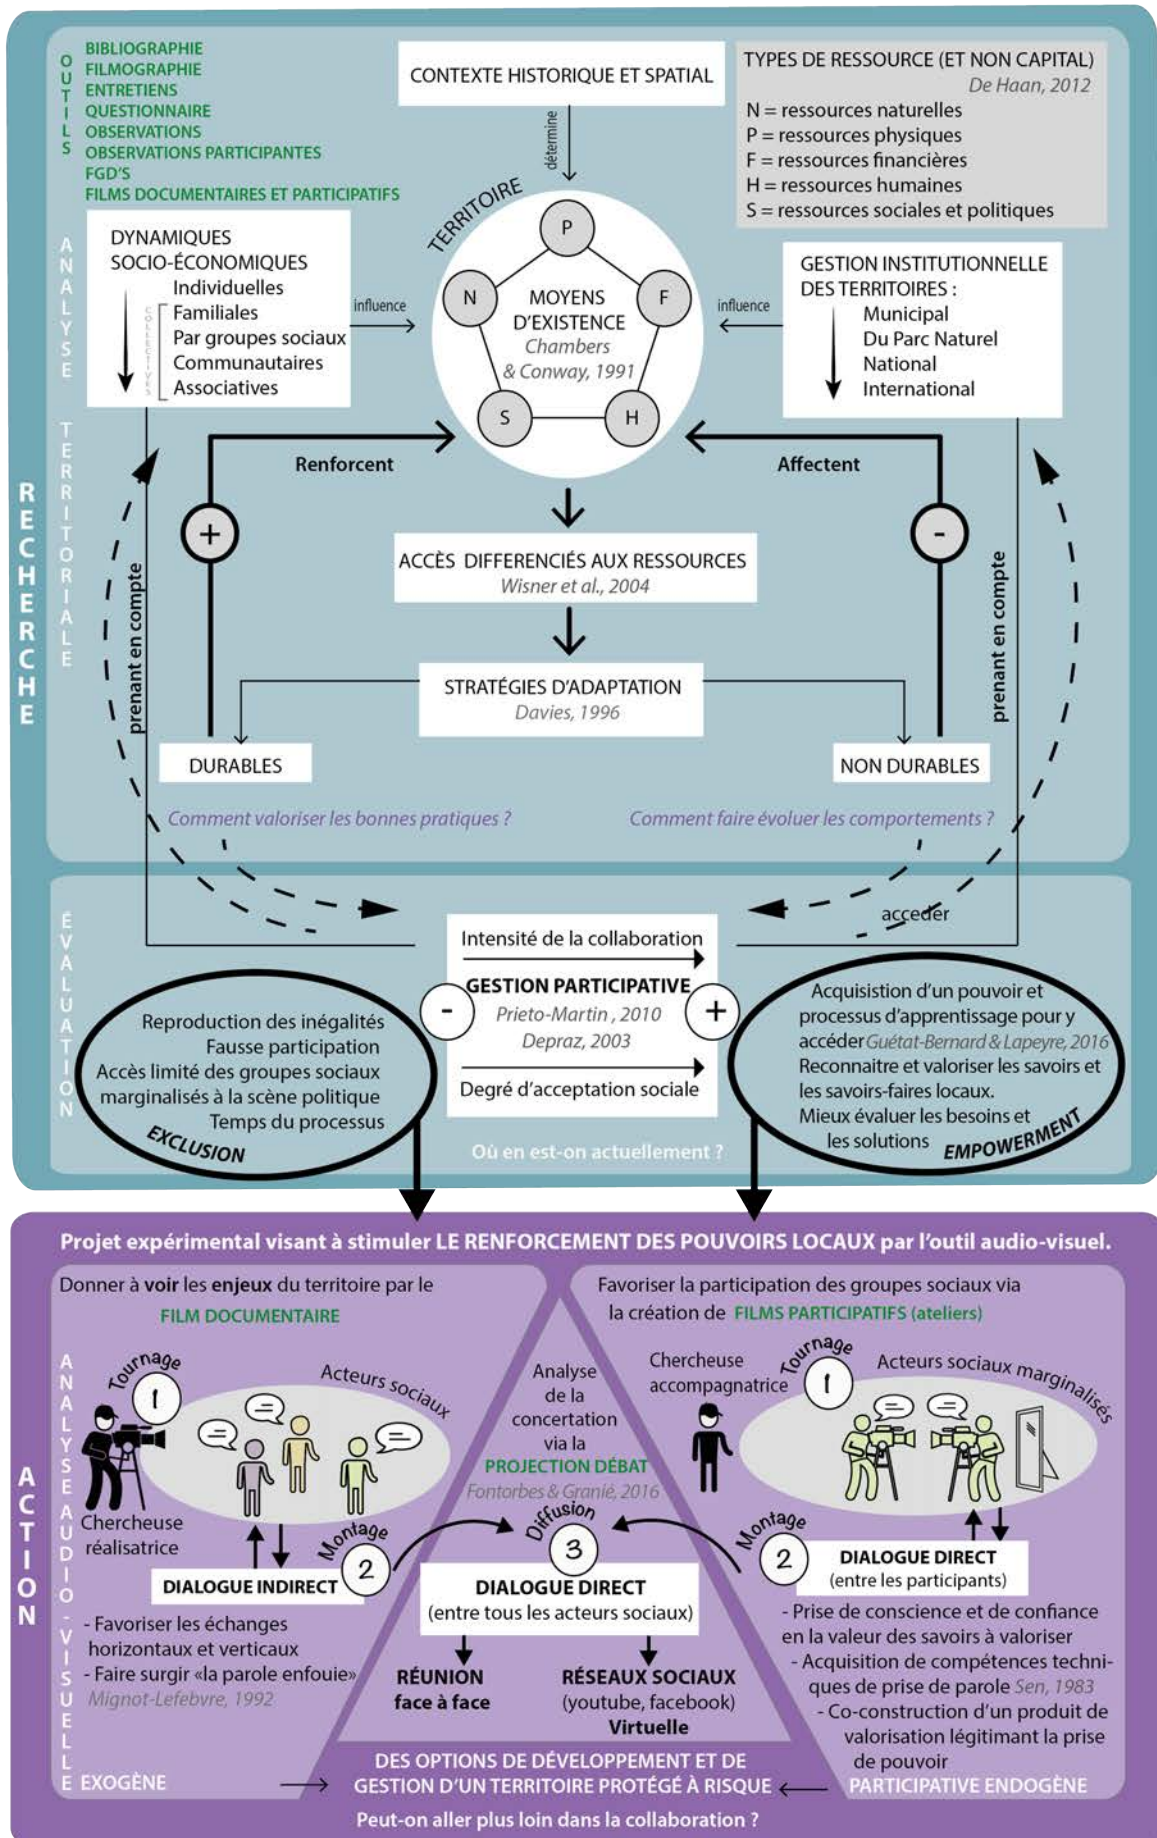 RECHERCHE
OUTILS
BIBLIOGRAPHIE
FILMOGRAPHIE
ENTRETIENS
QUESTIONNAIRE
OBSERVATIONS
OBSERVATIONS PARTICIPANTES
FGD'S
FILMS DOCUMENTAIRES ET PARTICIPATIFS
CONTEXTE HISTORIQUE ET SPATIAL
détermine
TYPES DE RESSOURCE (ET NON CAPITAL)
De Haan, 2012
N = ressources naturelles
P = ressources physiques
F = ressources financières
H = ressources humaines
S = ressources sociales et politiques
ANALYSE TERRITORIALE
DYNAMIQUES
SOCIO-ÉCONOMIQUES
Individuelles
COLLECTIVES
Familiales
Par groupes sociaux
Communautaires
Associatives
influence
TERRITOIRE
P
N
F
S
H
MOYENS
D'EXISTENCE
Chambers
& Conway, 1991
influence
GESTION INSTITUTIONNELLE
DES TERRITOIRES :
Municipal
Du Parc Naturel
National
International
Renforcent
Affectent
+
-
ACCÈS DIFFERENCIÉS AUX RESSOURCES
Wisner et al., 2004
prenant en compte
prenant en compte
STRATÉGIES D'ADAPTATION
Davies, 1996
DURABLES
NON DURABLES
Comment valoriser les bonnes pratiques ?
Comment faire évoluer les comportements ?
ÉVALUATION
acceder
Intensité de la collaboration
GESTION PARTICIPATIVE
-
+
Prieto-Martin , 2010
Depraz, 2003
Degré d'acceptation sociale
Reproduction des inégalités
Fausse participation
Accès limité des groupes sociaux
marginalisés à la scène politique
Temps du processus
EXCLUSION
Acquisistion d'un pouvoir et
processus d'apprentissage pour y
accéder Guétat-Bernard & Lapeyre, 2016
Reconnaitre et valoriser les savoirs et
les savoirs-faires locaux.
Mieux évaluer les besoins et
les solutions
EMPOWERMENT
Où en est-on actuellement ?
ACTION
Projet expérimental visant à stimuler LE RENFORCEMENT DES POUVOIRS LOCAUX par l'outil audio-visuel.
ANALYSE AUDIO-VISUELLE
Donner à voir les enjeux du territoire par le
FILM DOCUMENTAIRE
Tournage
1
Acteurs sociaux
Chercheuse
réalisatrice
Montage
2
DIALOGUE INDIRECT
- Favoriser les échanges
horizontaux et verticaux
- Faire surgir «la parole enfouie»
Mignot-Lefebvre, 1992
EXOGÈNE
Analyse
de la
concertation
via la
PROJECTION DÉBAT
Fontorbes & Granié, 2016
Diffusion
3
DIALOGUE DIRECT
(entre tous les acteurs sociaux)
RÉUNION
face à face
RÉSEAUX SOCIAUX
(youtube, facebook)
Virtuelle
Favoriser la participation des groupes sociaux via
la création de FILMS PARTICIPATIFS (ateliers)
Chercheuse
accompagnatrice
Tournage
1
Acteurs sociaux marginalisés
Montage
2
DIALOGUE DIRECT
(entre les participants)
- Prise de conscience et de confiance
en la valeur des savoirs à valoriser
- Acquisition de compétences techni-
ques de prise de parole Sen, 1983
- Co-construction d'un produit de
valorisation légitimant la prise
de pouvoir
PARTICIPATIVE ENDOGÈNE
DES OPTIONS DE DÉVELOPPEMENT ET DE
GESTION D'UN TERRITOIRE PROTÉGÉ À RISQUE
Peut-on aller plus loin dans la collaboration ?